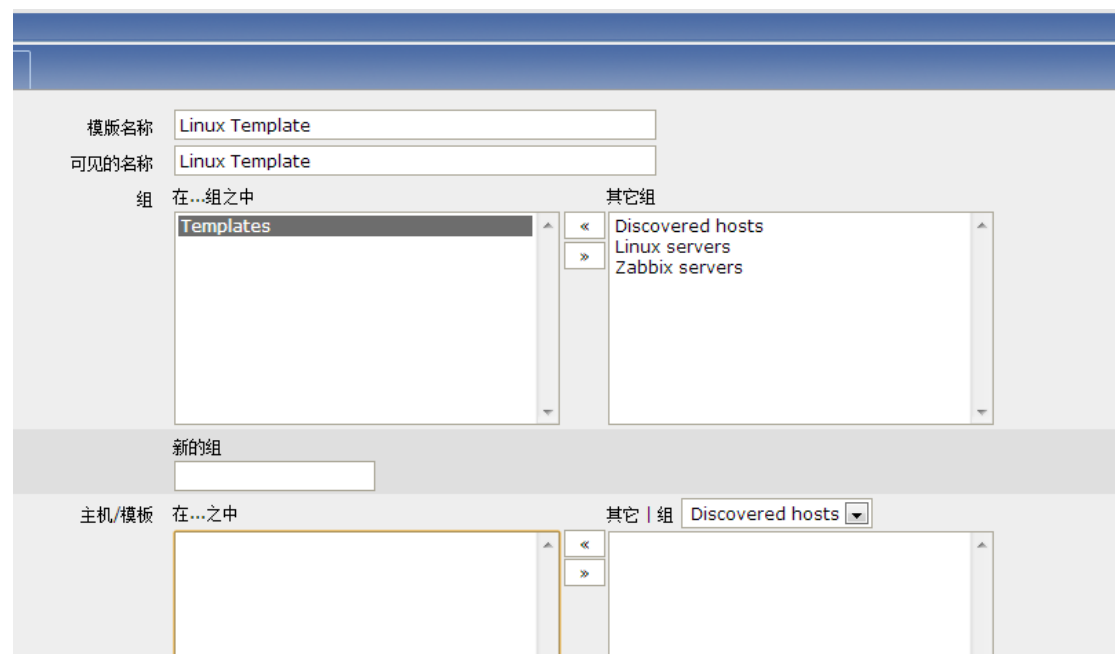 模版名称 Linux Template
可见的名称 Linux Template
组 在…组之中 其它组
Templates « Discovered hosts
» Linux servers
Zabbix servers
新的组
主机/模板 在…之中 其它 | 组 Discovered hosts
«
»